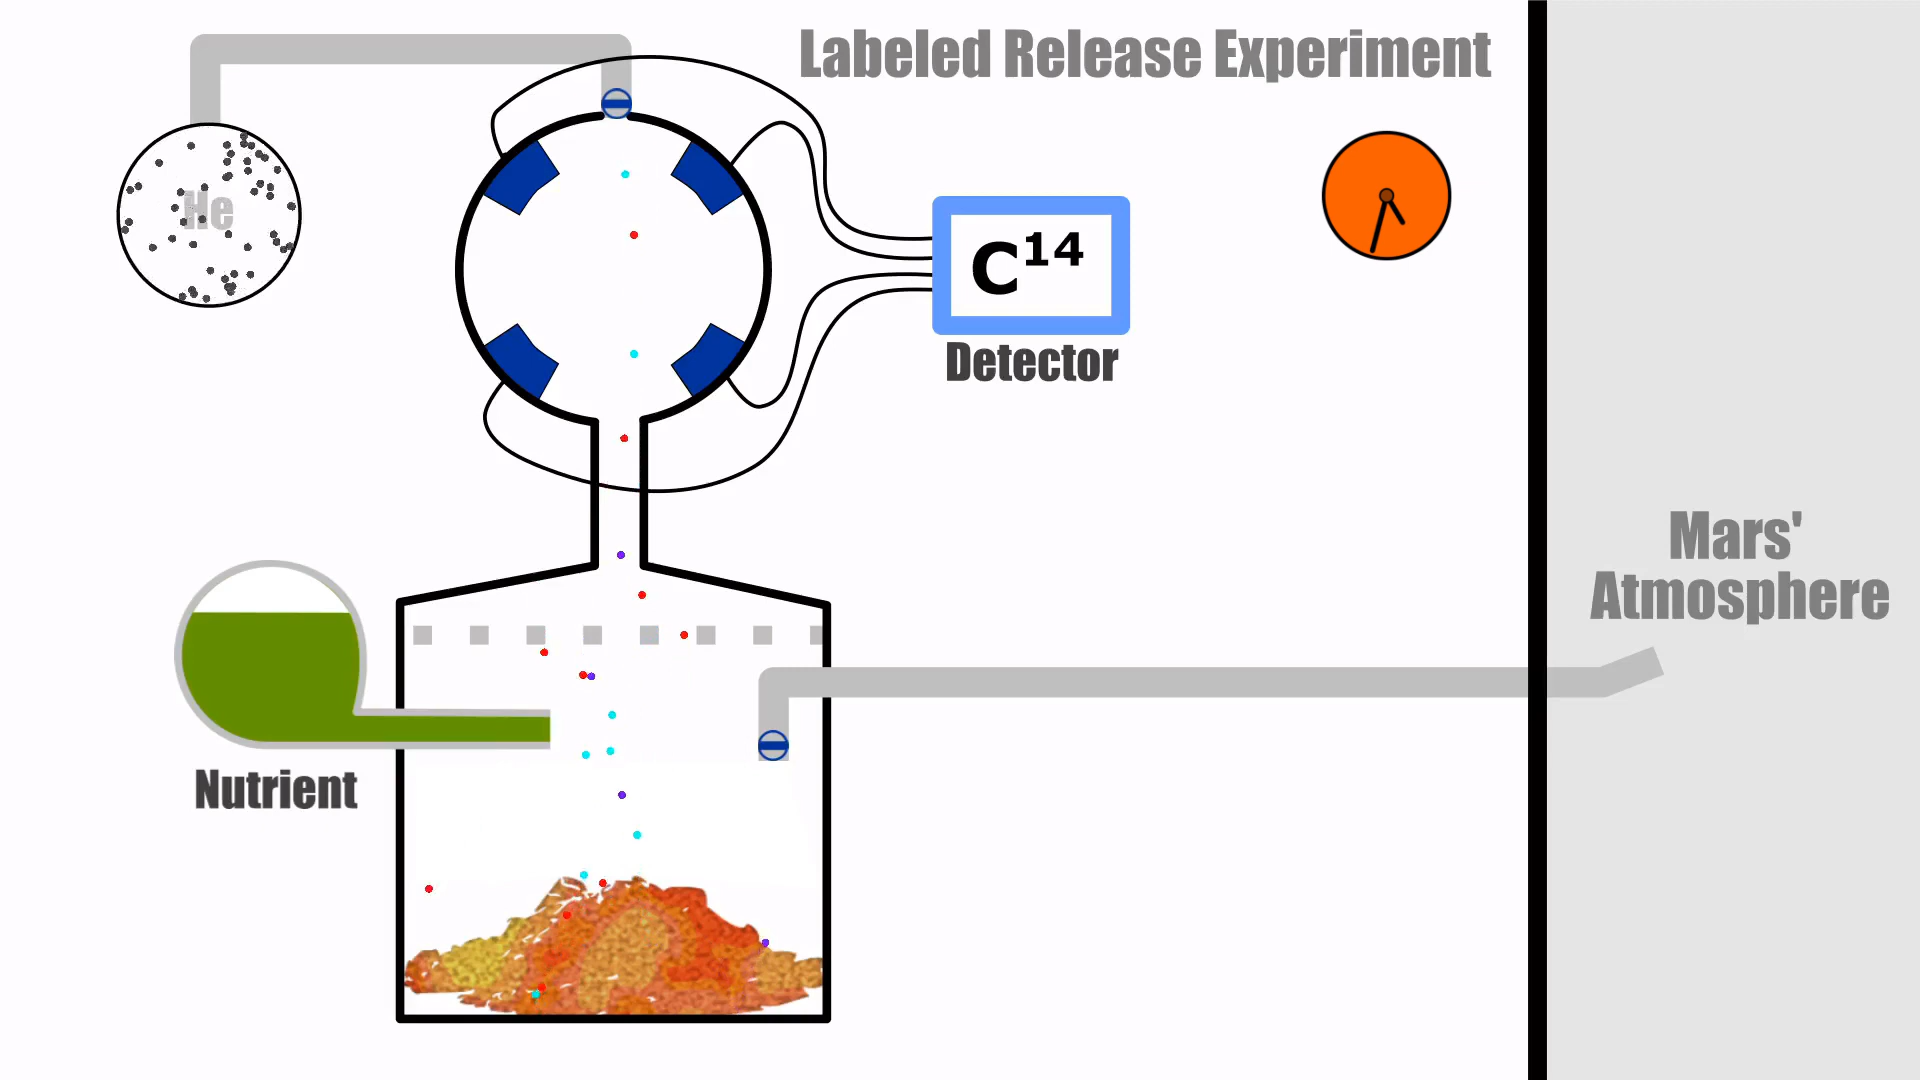 Labeled Release Experiment
He
C¹⁴
Detector
Mars'
Atmosphere
Nutrient